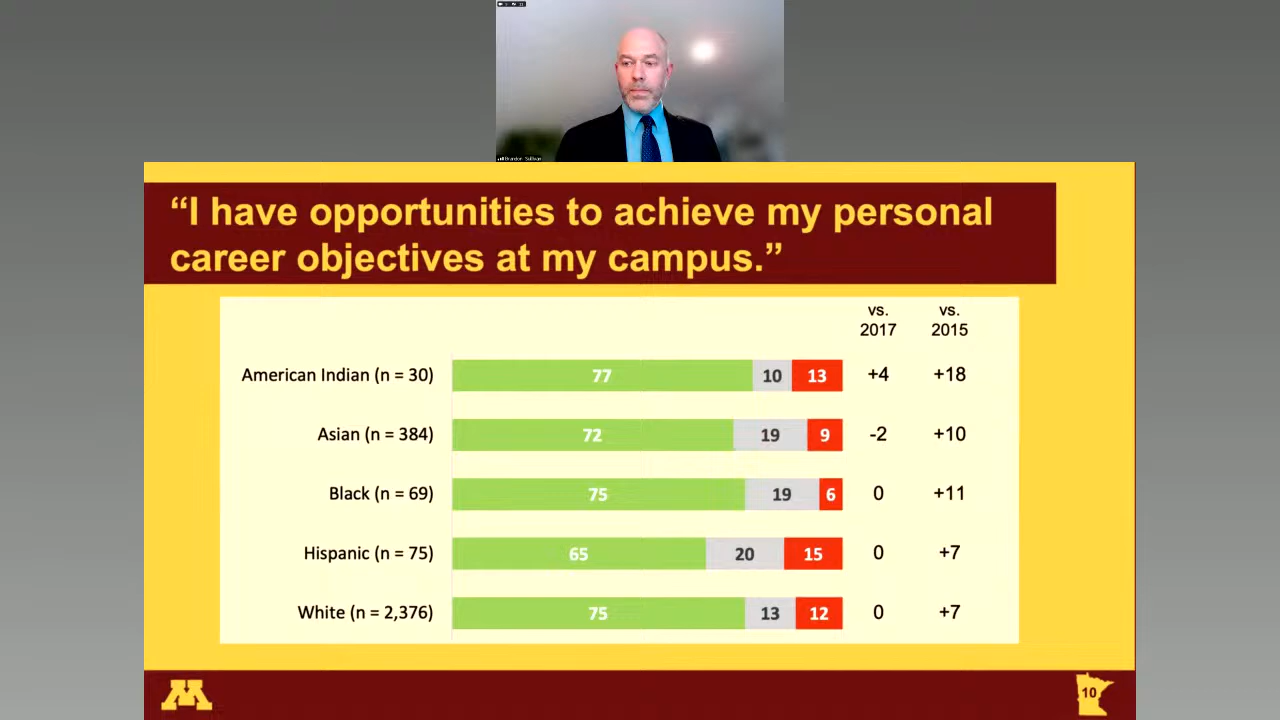 Brandon Sullivan
“I have opportunities to achieve my personal
career objectives at my campus.”
vs. vs.
2017 2015
American Indian (n = 30) 77 10 13 +4 +18
Asian (n = 384) 72 19 9 -2 +10
Black (n = 69) 75 19 6 0 +11
Hispanic (n = 75) 65 20 15 0 +7
White (n = 2,376) 75 13 12 0 +7
M 10